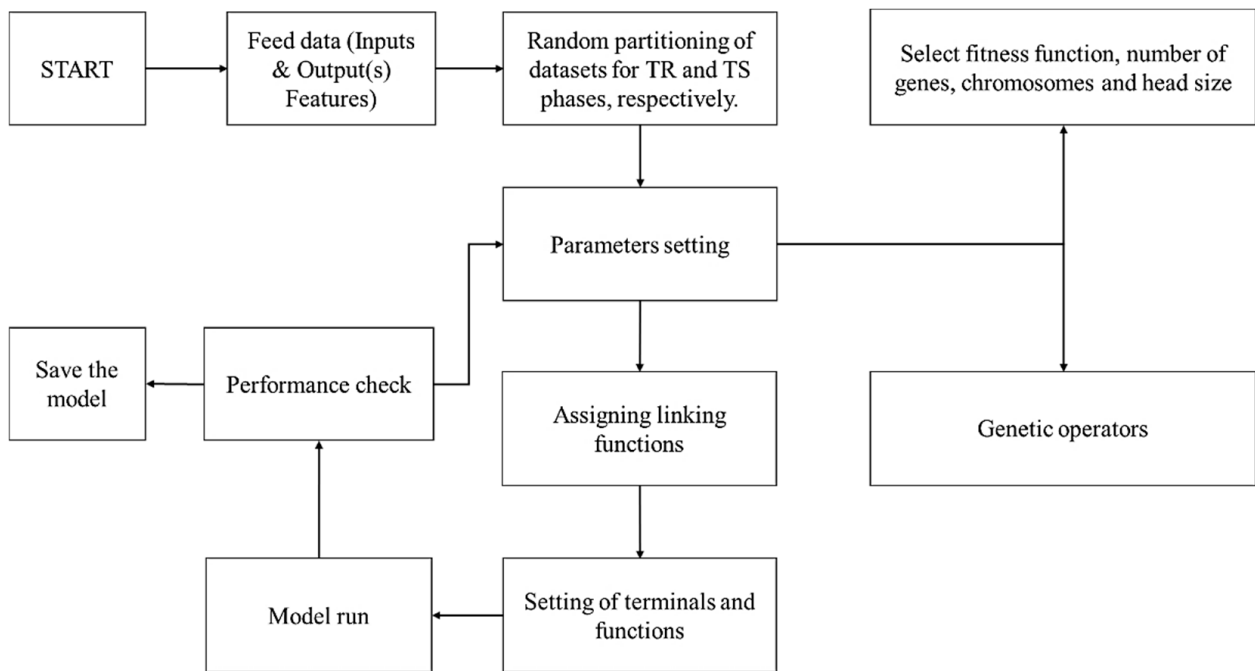 START
Feed data (Inputs
& Output(s)
Features)
Random partitioning of
datasets for TR and TS
phases, respectively.
Select fitness function, number of
genes, chromosomes and head size
Parameters setting
Save the
model
Performance check
Assigning linking
functions
Genetic operators
Model run
Setting of terminals and
functions